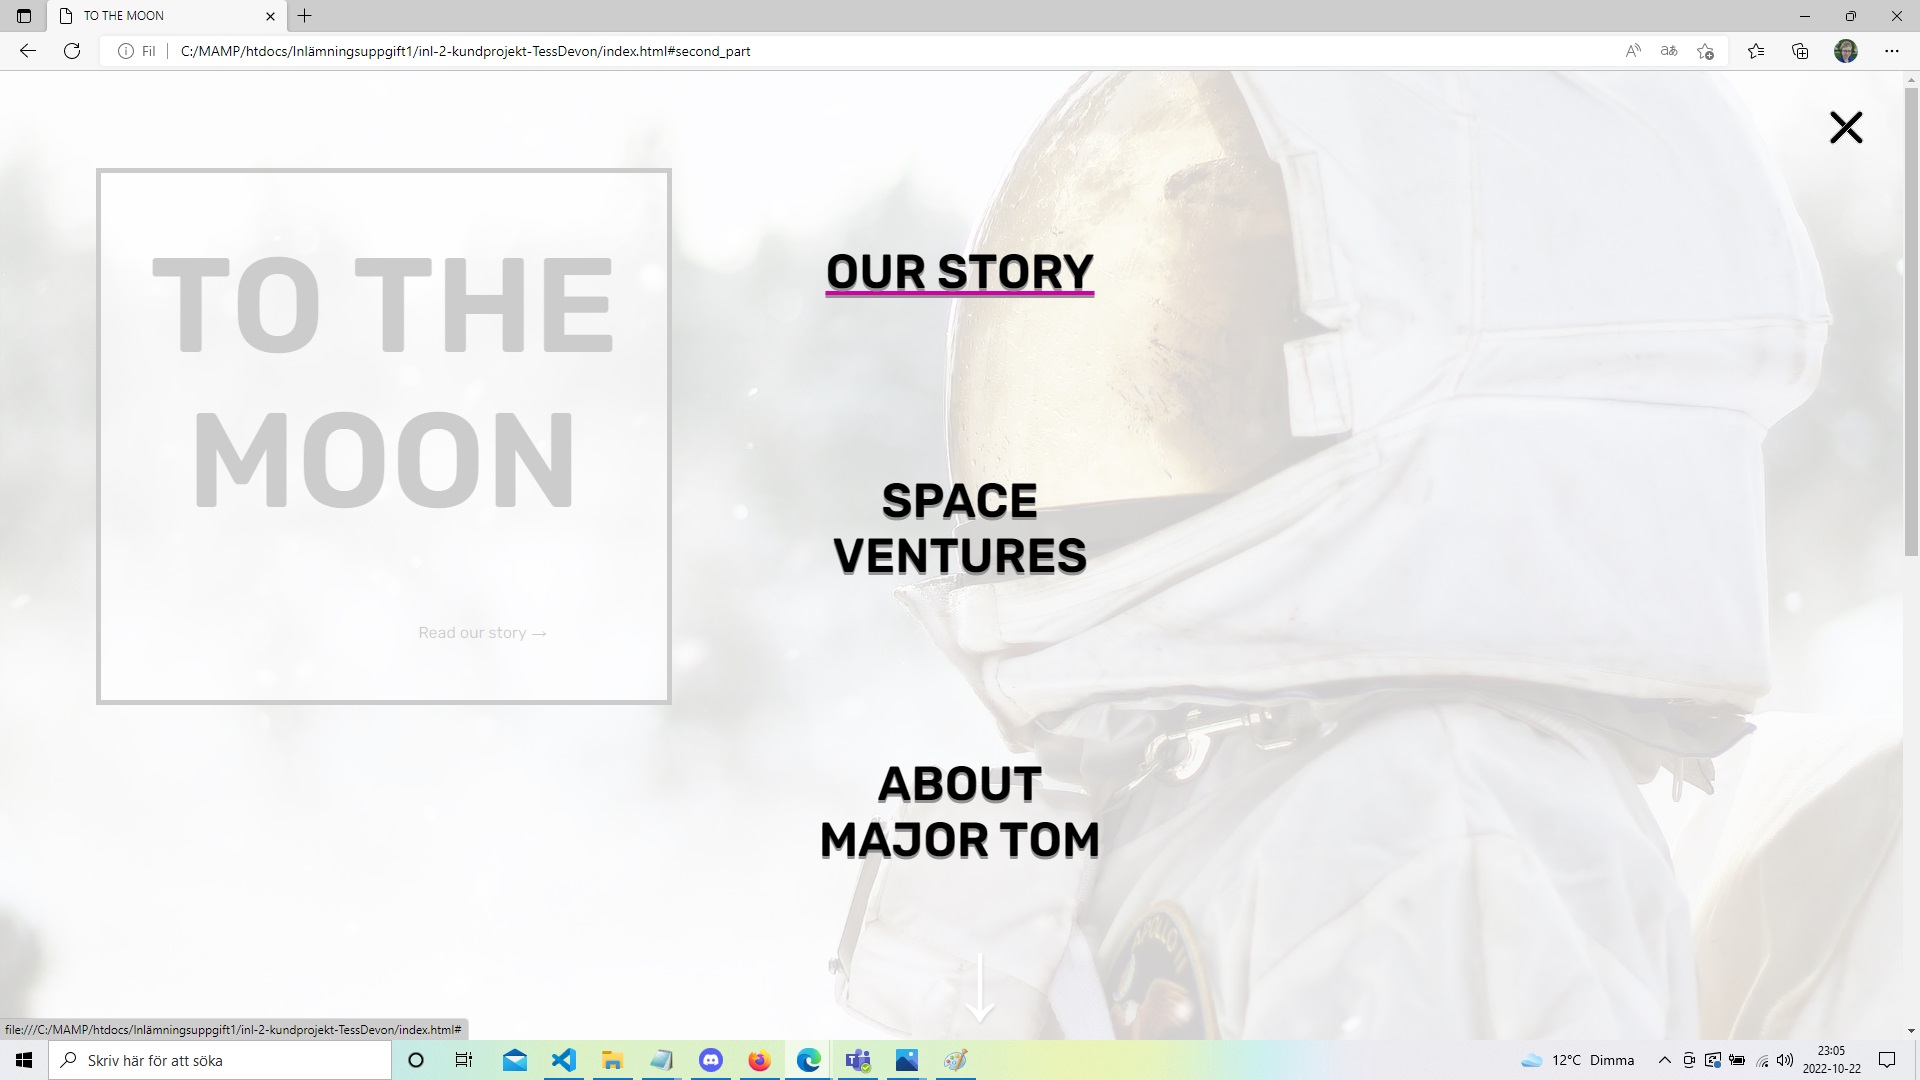 TO THE MOON
Fil
C:/MAMP/htdocs/Inlämningsuppgift1/inl-2-kundprojekt-TessDevon/index.html#second_part
TO THE
MOON
Read our story →
OUR STORY
SPACE
VENTURES
ABOUT
MAJOR TOM
file:///C:/MAMP/htdocs/Inlämningsuppgift1/inl-2-kundprojekt-TessDevon/index.html#
Skriv här för att söka
12°C Dimma
23:05
2022-10-22